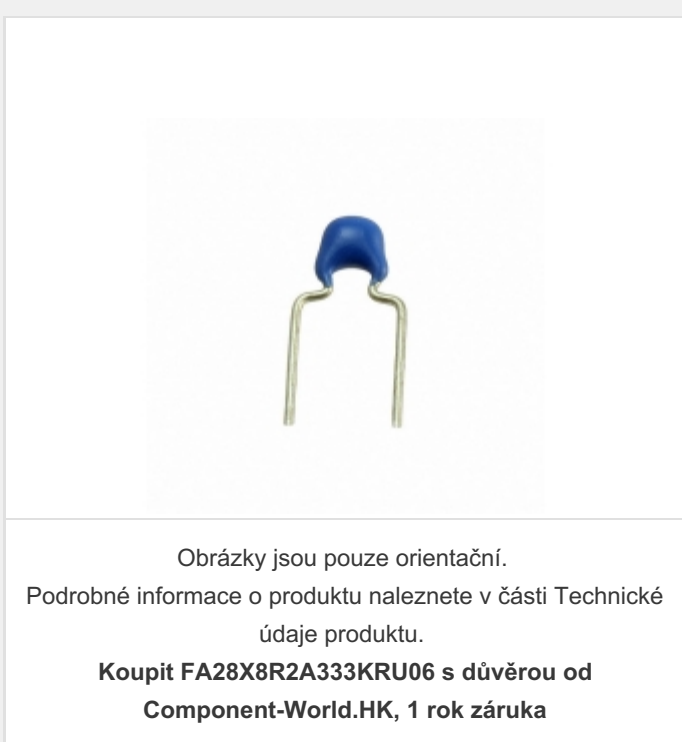 Obrázky jsou pouze orientační.
Podrobné informace o produktu naleznete v části Technické
údaje produktu.
Koupit FA28X8R2A333KRU06 s důvěrou od
Component-World.HK, 1 rok záruka